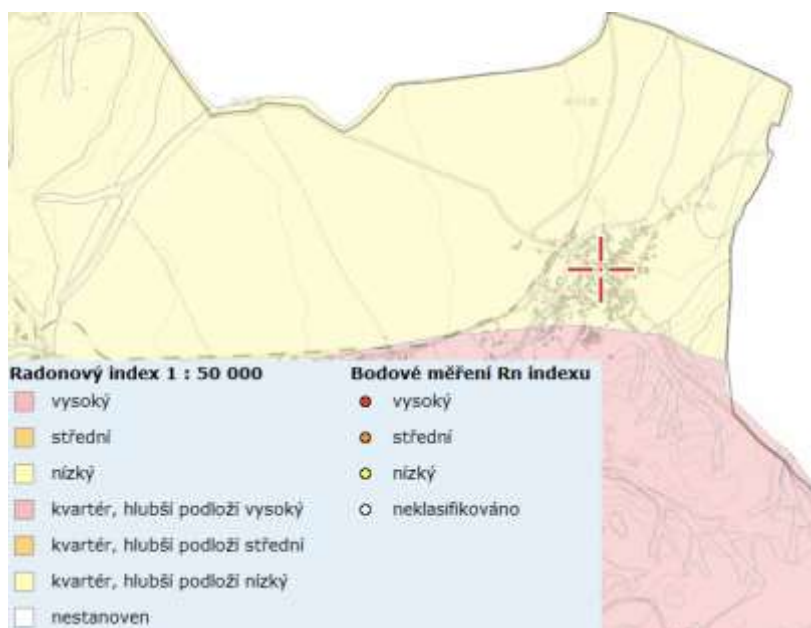 Radonový index 1 : 50 000
vysoký
střední
nízký
kvartér, hlubší podloží vysoký
kvartér, hlubší podloží střední
kvartér, hlubší podloží nízký
nestanoven
Bodové měření Rn indexu
vysoký
střední
nízký
neklasifikováno